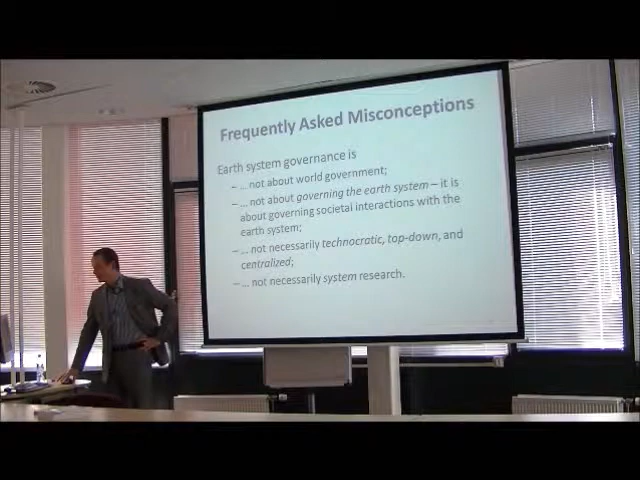 Frequently Asked Misconceptions
Earth system governance is
– ... not about world government;
– ... not about governing the earth system – it is
about governing societal interactions with the
earth system;
– ... not necessarily technocratic, top-down, and
centralized;
– ... not necessarily system research.